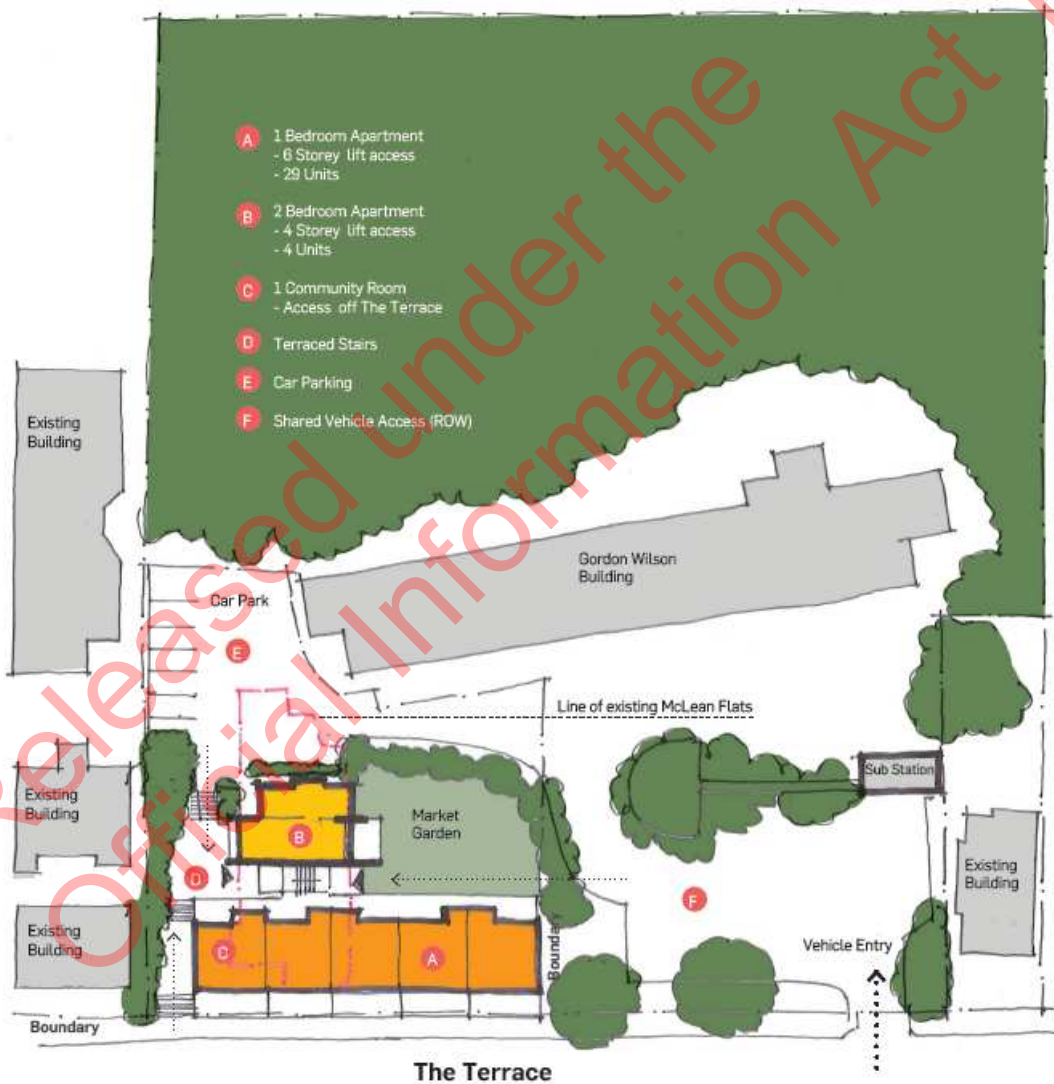 A 1 Bedroom Apartment
- 6 Storey lift access
- 29 Units
B 2 Bedroom Apartment
- 4 Storey lift access
- 4 Units
C 1 Community Room
- Access off The Terrace
D Terraced Stairs
E Car Parking
F Shared Vehicle Access (ROW)
Existing
Building
Gordon Wilson
Building
Car Park
E
Line of existing McLean Flats
Sub Station
Existing
Building
Market
Garden
B
D
Existing
Building
F
Existing
Building
D
A
Boundary
Vehicle Entry
Boundary
The Terrace
Released under the
Official Information Act